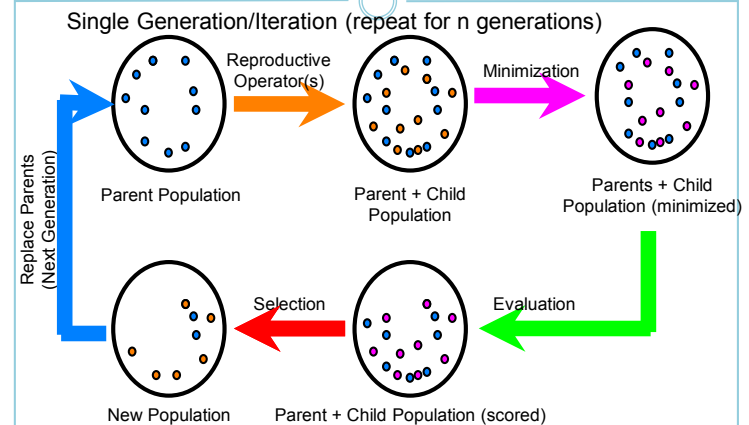 Single Generation/Iteration (repeat for n generations)
Reproductive
Operator(s)
Minimization
Parent Population
Parent + Child
Population
Parents + Child
Population (minimized)
Replace Parents
(Next Generation)
Selection
Evaluation
New Population
Parent + Child Population (scored)